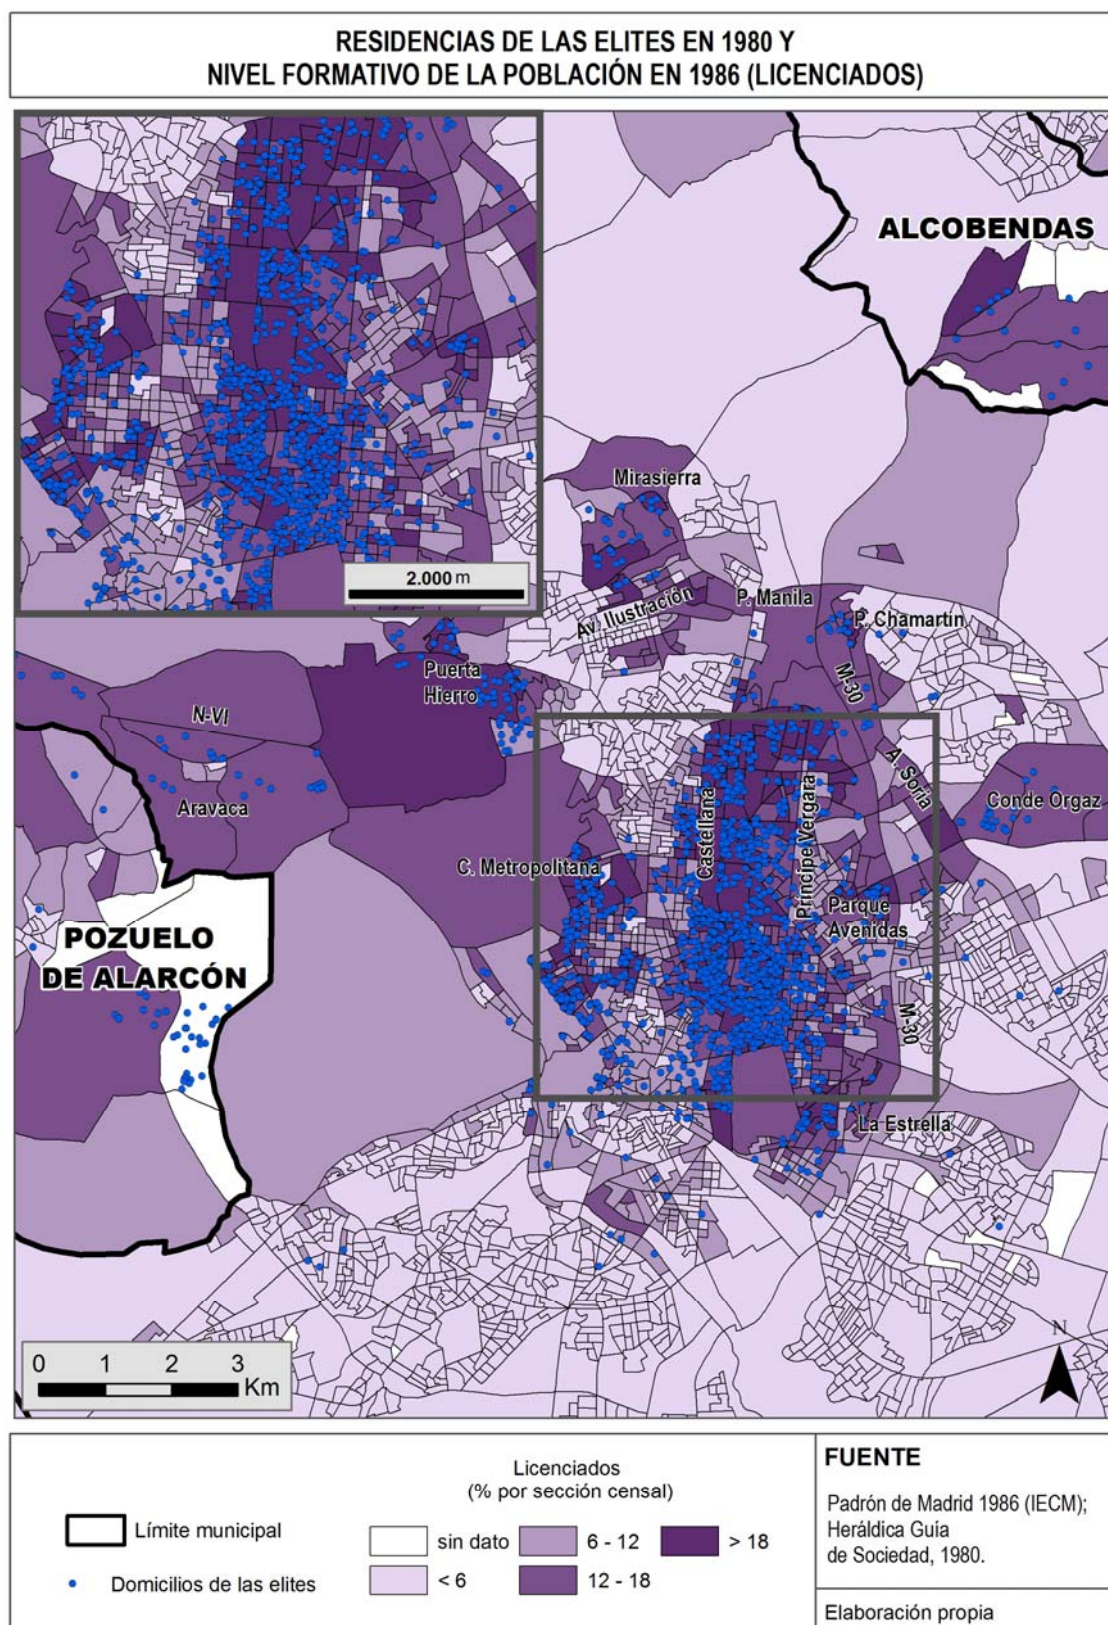 RESIDENCIAS DE LAS ELITES EN 1980 Y
NIVEL FORMATIVO DE LA POBLACIÓN EN 1986 (LICENCIADOS)
ALCOBENDAS
2.000 m
Mirasierra
Av. Ilustración
P. Manila
P. Chamartín
Puerta
Hierro
M-30
N-VI
A. Soria
Aravaca
Castellana
Príncipe Vergara
Conde Orgaz
C. Metropolitana
Parque
Avenidas
POZUELO
DE ALARCÓN
M-30
La Estrella
N
0 1 2 3
Km
Límite municipal
Domicilios de las elites
Licenciados
(% por sección censal)
sin dato
6 - 12
> 18
< 6
12 - 18
FUENTE
Padrón de Madrid 1986 (IECM);
Heráldica Guía
de Sociedad, 1980.
Elaboración propia